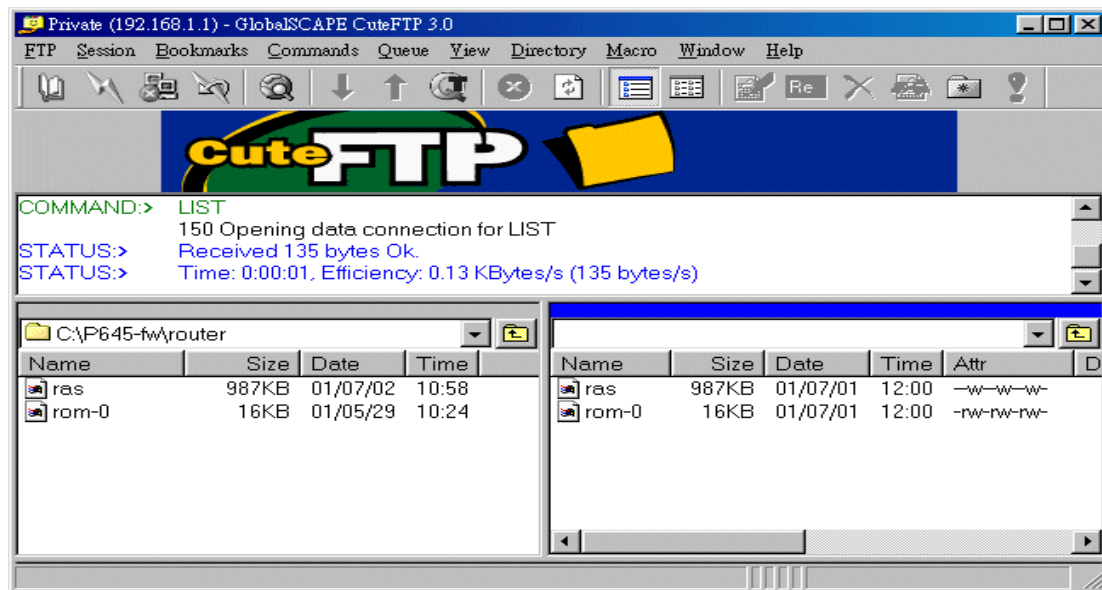 Private (192.168.1.1) - GlobalSCAPE CuteFTP 3.0
FTP Session Bookmarks Commands Queue View Directory Macro Window Help
Re
cuteFTP
COMMAND:> LIST
150 Opening data connection for LIST
STATUS:> Received 135 bytes Ok.
STATUS:> Time: 0:00:01, Efficiency: 0.13 KBytes/s (135 bytes/s)
C:\P645-fw\router
Name Size Date Time
ras 987KB 01/07/02 10:58
rom-0 16KB 01/05/29 10:24
Name Size Date Time Attr D
ras 987KB 01/07/01 12:00 --w--w--w-
rom-0 16KB 01/07/01 12:00 -rw-rw-rw-